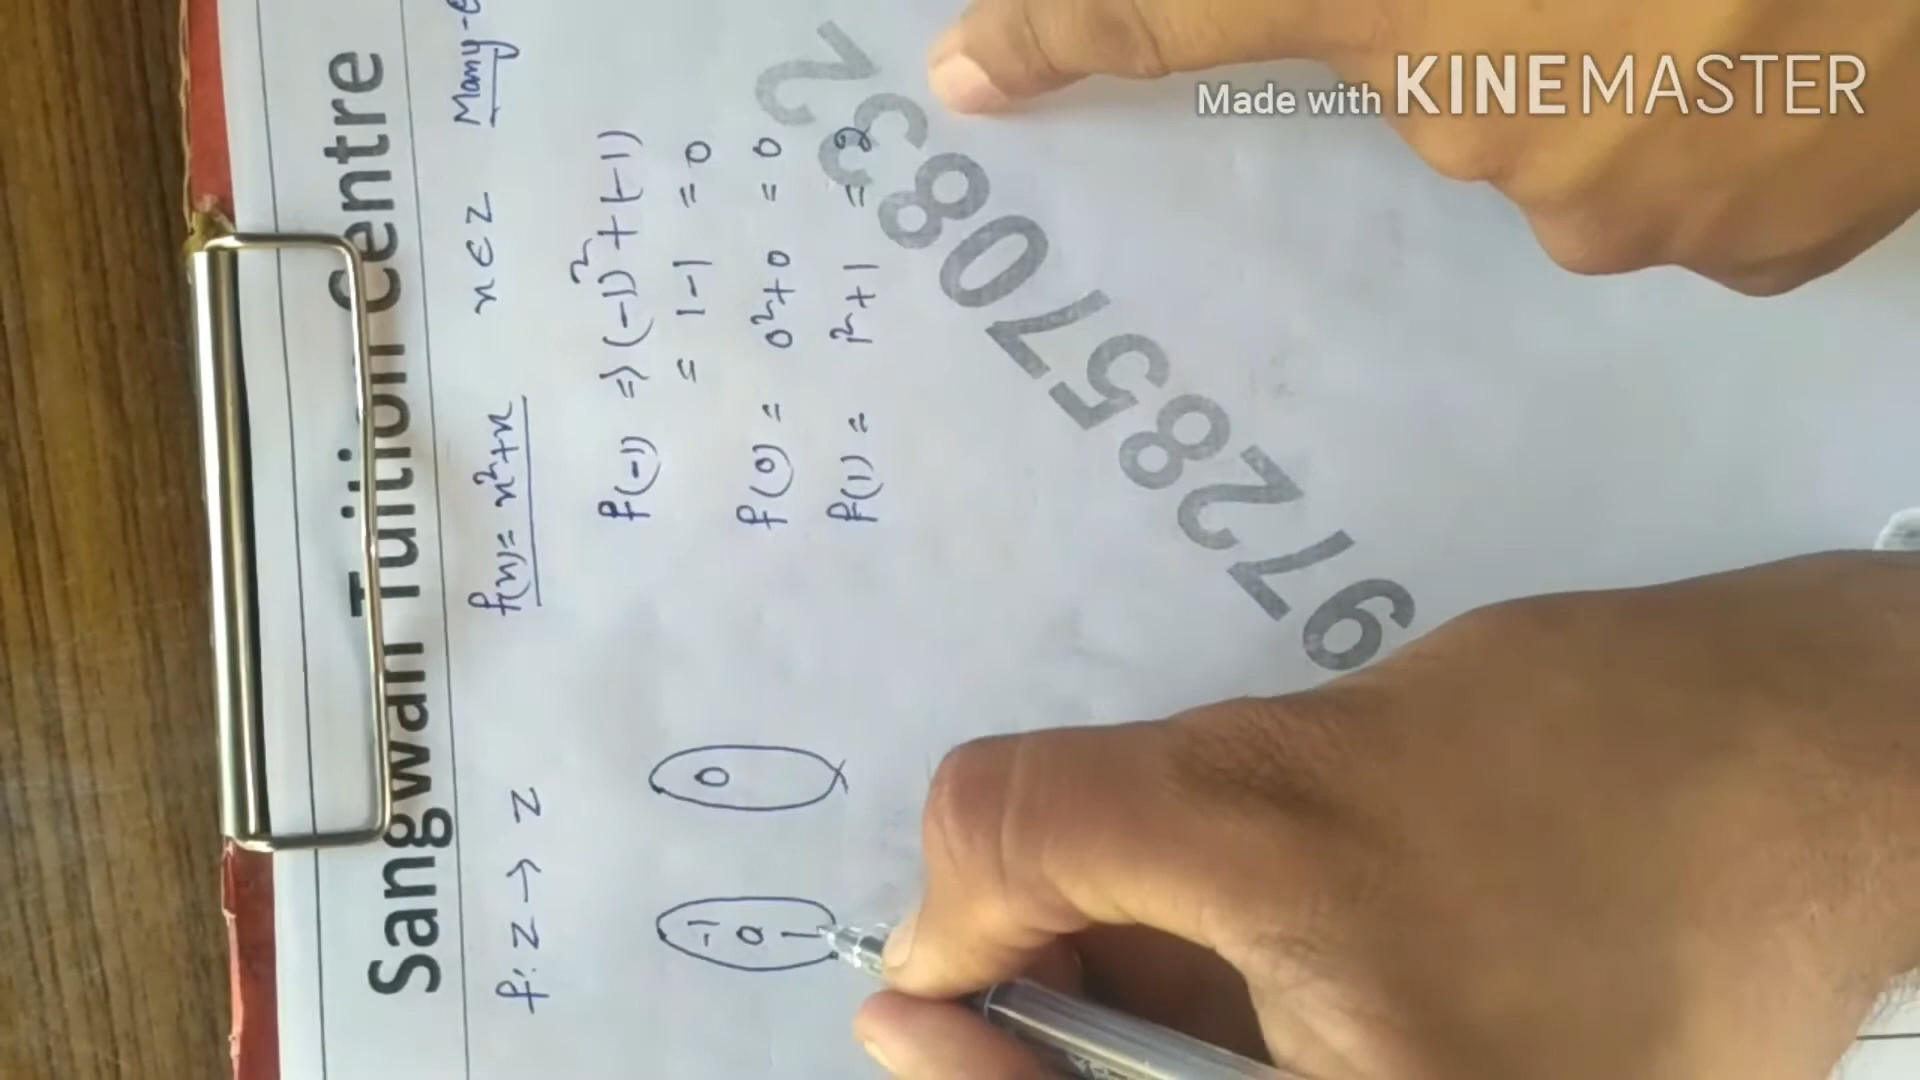 Made with KINEMASTER
Sangwan Tuition Centre
f: Z → Z f(x) = x²+x x ∈ Z Many-
f(-1) => (-1)² + (-1)
= 1-1 = 0
f(0) = 0²+0 = 0
f(1) = 1²+1 = 2
-1 0
0
1
9728570832